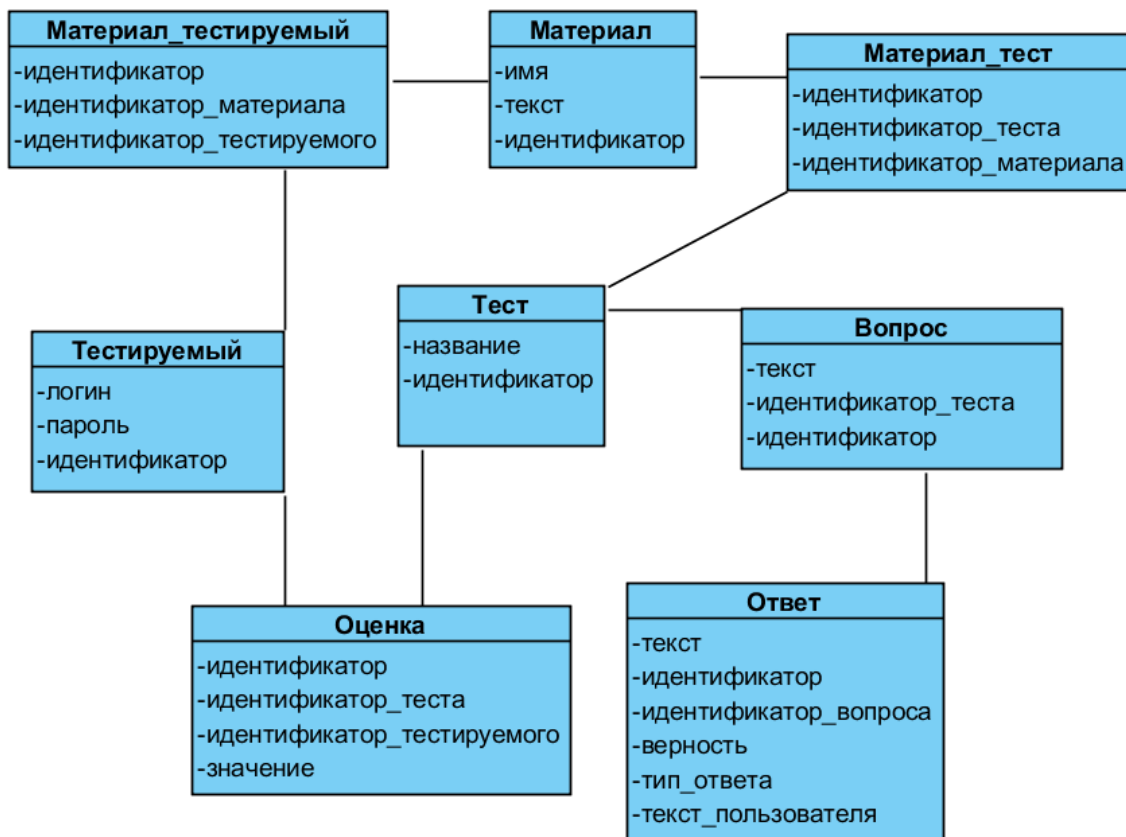 Материал_тестируемый
-идентификатор
-идентификатор_материала
-идентификатор_тестируемого
Материал
-имя
-текст
-идентификатор
Материал_тест
-идентификатор
-идентификатор_теста
-идентификатор_материала
Тестируемый
-логин
-пароль
-идентификатор
Тест
-название
-идентификатор
Вопрос
-текст
-идентификатор_теста
-идентификатор
Оценка
-идентификатор
-идентификатор_теста
-идентификатор_тестируемого
-значение
Ответ
-текст
-идентификатор
-идентификатор_вопроса
-верность
-тип_ответа
-текст_пользователя